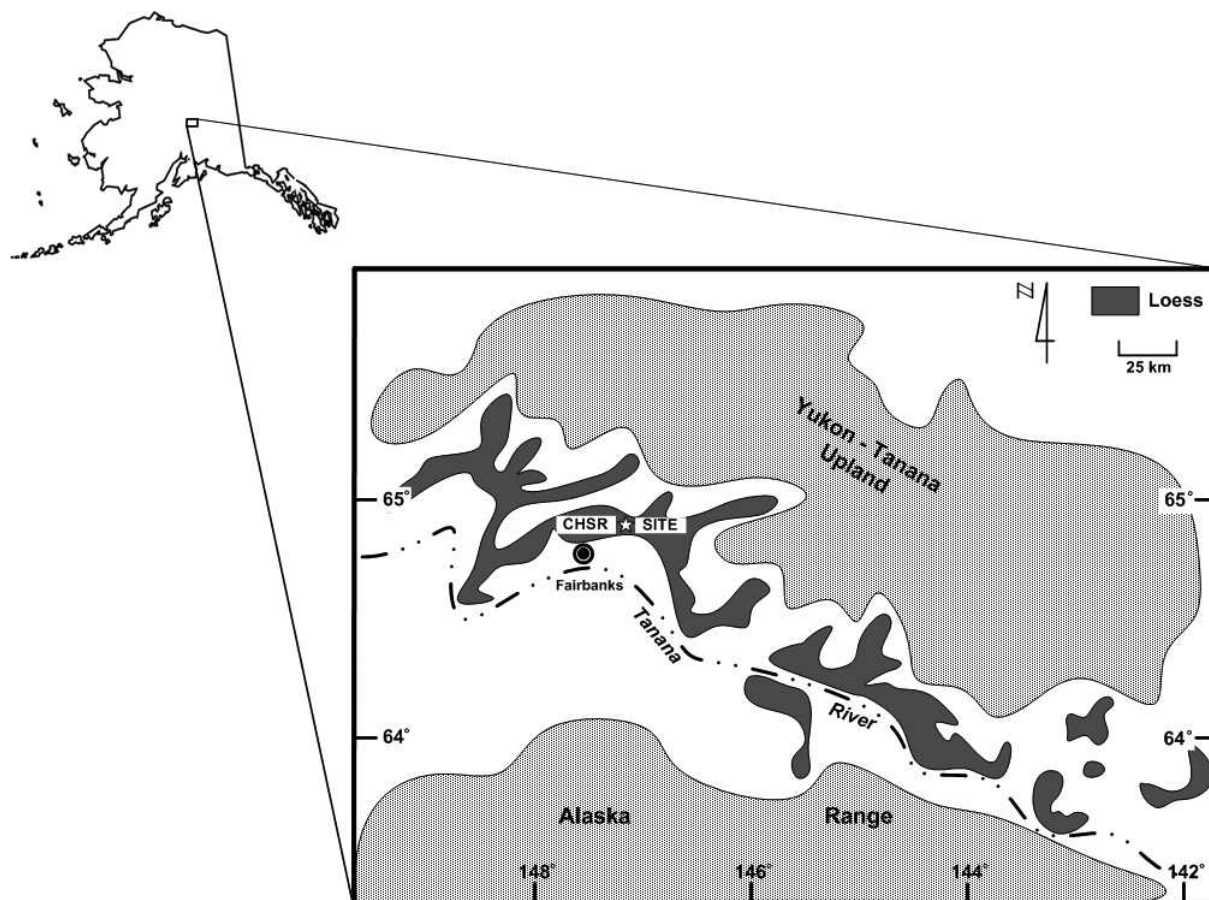 N
Loess
25 km
Yukon - Tanana
Upland
65°
65°
CHSR
SITE
Fairbanks
Tanana
River
64°
64°
Alaska
Range
148°
146°
144°
142°